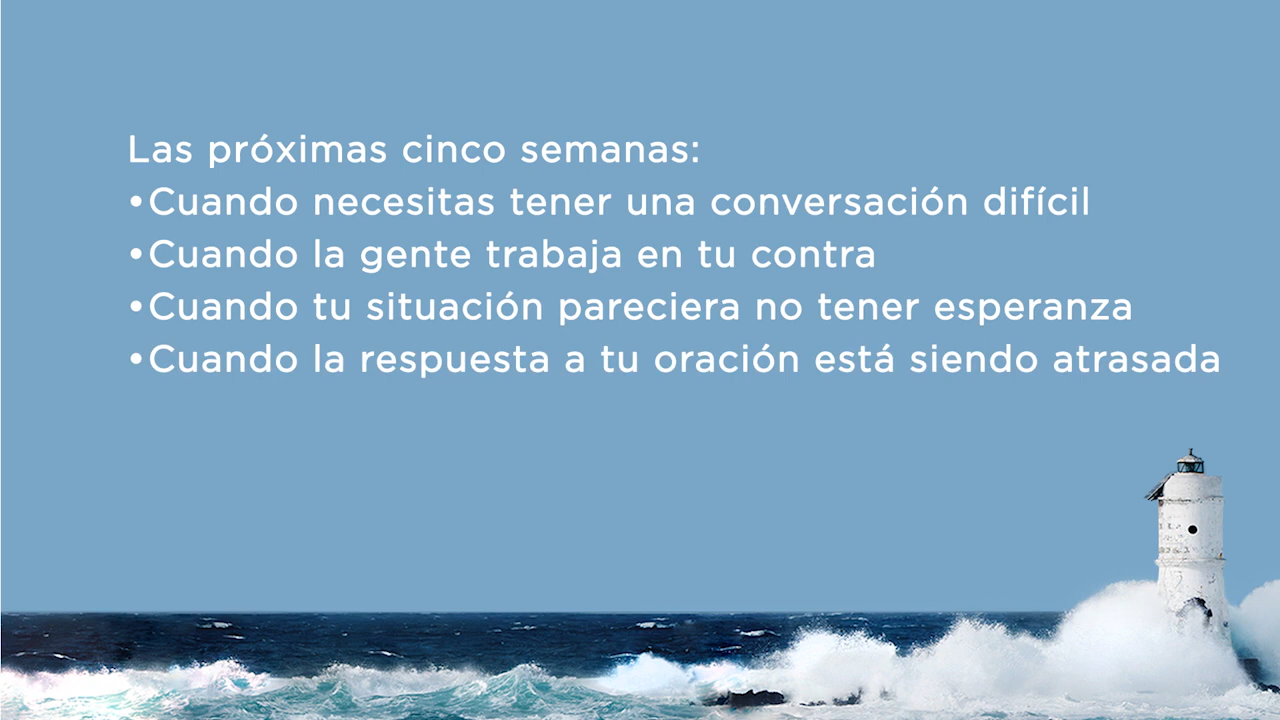 Las próximas cinco semanas:
•Cuando necesitas tener una conversación difícil
•Cuando la gente trabaja en tu contra
•Cuando tu situación pareciera no tener esperanza
•Cuando la respuesta a tu oración está siendo atrasada